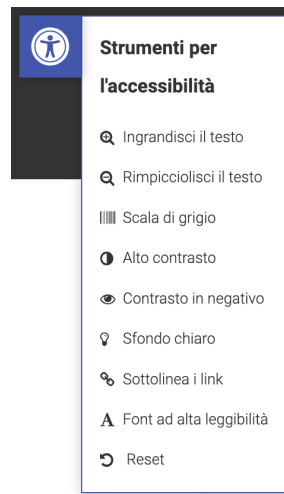 Strumenti per
l'accessibilità
Ingrandisci il testo
Rimpicciolisci il testo
Scala di grigio
Alto contrasto
Contrasto in negativo
Sfondo chiaro
Sottolinea i link
Font ad alta leggibilità
Reset